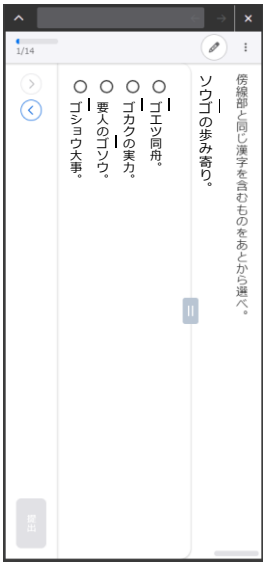 1/14
傍線部と同じ漢字を含むものをあとから選べ。
ソウゴの歩み寄り。
ゴエツ同舟。
ゴカクの実力。
要人のゴソウ。
ゴショウ大事。
提出